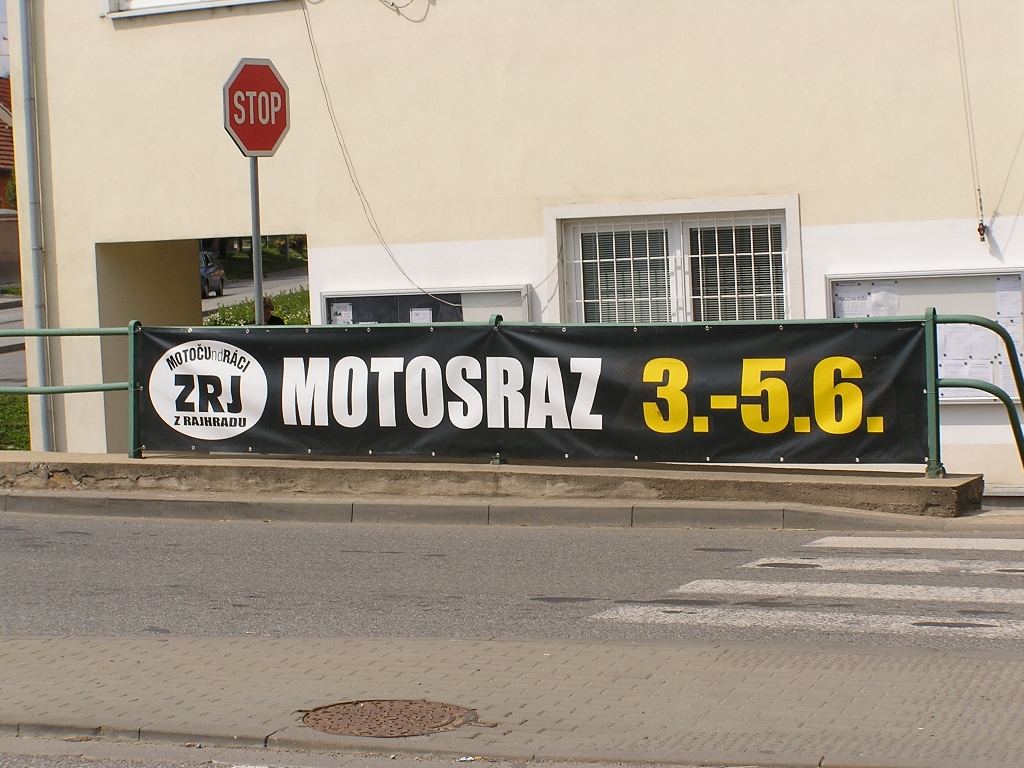 STOP
MOTOČUndRÁCI
ZRJ
Z RAJHRADU
MOTOSRAZ 3.-5.6.